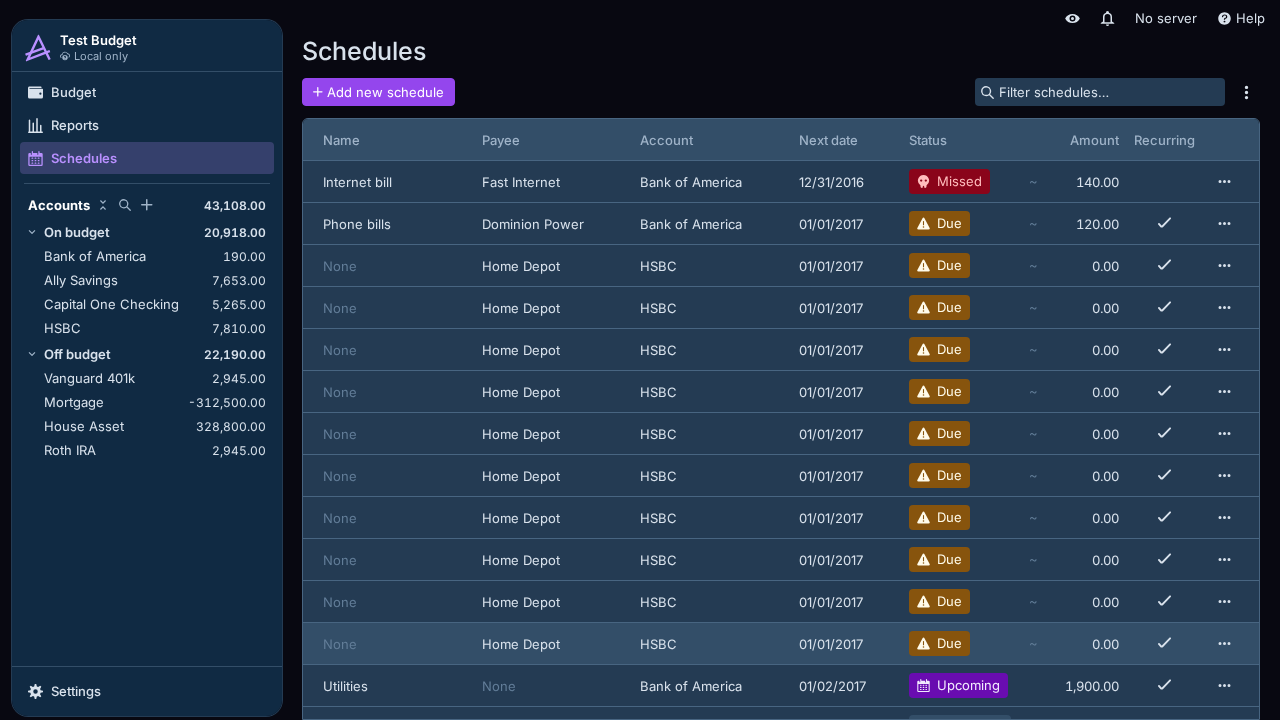 No server
Help
Test Budget
Local only
Budget
Reports
Schedules
Accounts 43,108.00
On budget 20,918.00
Bank of America 190.00
Ally Savings 7,653.00
Capital One Checking 5,265.00
HSBC 7,810.00
Off budget 22,190.00
Vanguard 401k 2,945.00
Mortgage -312,500.00
House Asset 328,800.00
Roth IRA 2,945.00
Settings
Schedules
+ Add new schedule
Filter schedules...
Name Payee Account Next date Status Amount Recurring
Internet bill Fast Internet Bank of America 12/31/2016 Missed ~ 140.00
Phone bills Dominion Power Bank of America 01/01/2017 Due ~ 120.00
None Home Depot HSBC 01/01/2017 Due ~ 0.00
None Home Depot HSBC 01/01/2017 Due ~ 0.00
None Home Depot HSBC 01/01/2017 Due ~ 0.00
None Home Depot HSBC 01/01/2017 Due ~ 0.00
None Home Depot HSBC 01/01/2017 Due ~ 0.00
None Home Depot HSBC 01/01/2017 Due ~ 0.00
None Home Depot HSBC 01/01/2017 Due ~ 0.00
None Home Depot HSBC 01/01/2017 Due ~ 0.00
None Home Depot HSBC 01/01/2017 Due ~ 0.00
None Home Depot HSBC 01/01/2017 Due ~ 0.00
Utilities None Bank of America 01/02/2017 Upcoming 1,900.00